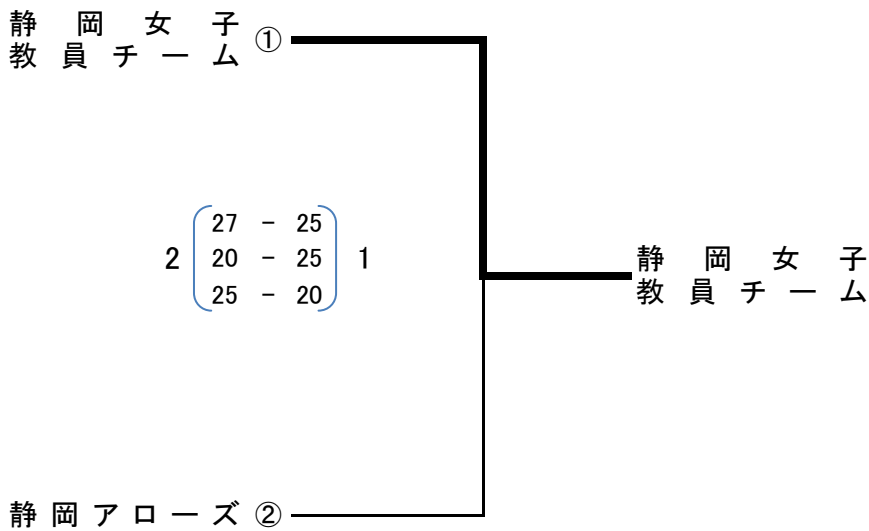 静岡女子
教員チーム ①
27 - 25
2 20 - 25 1
25 - 20
静岡女子
教員チーム
静岡アローズ ②